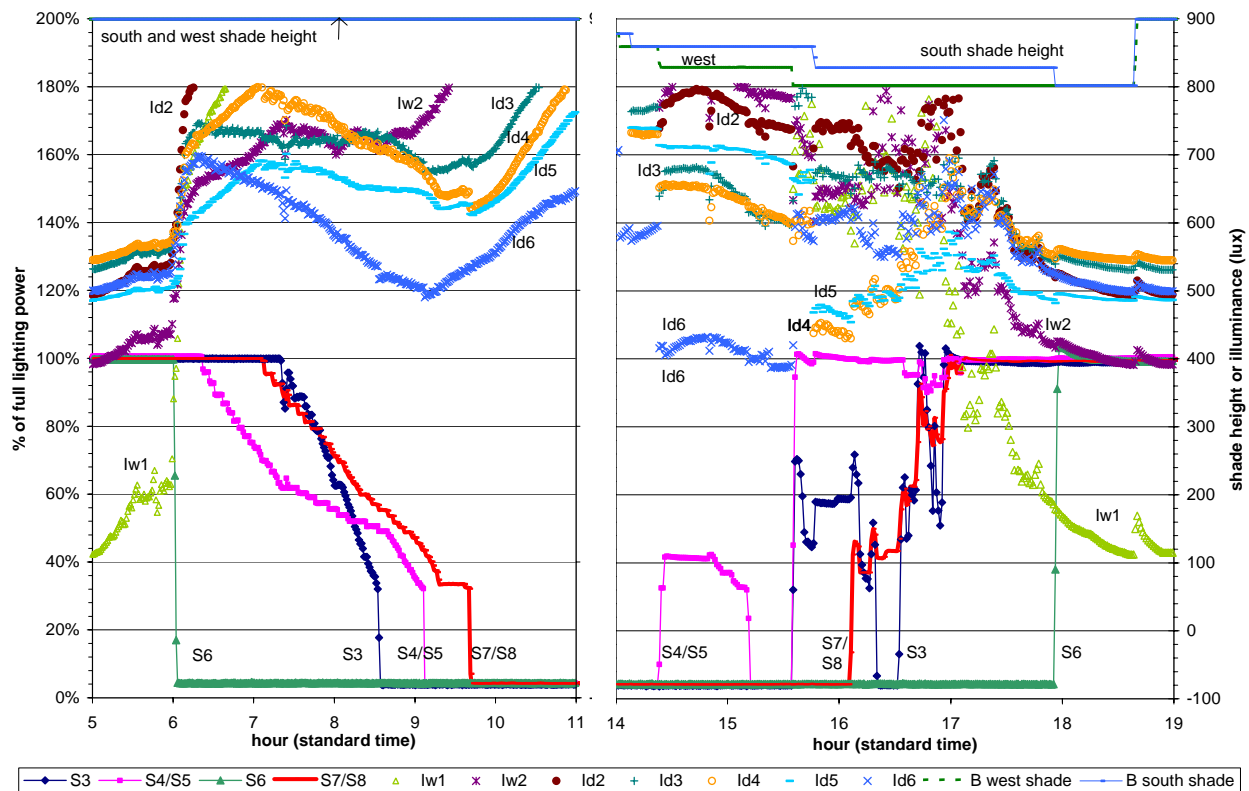 200%
180%
160%
140%
120%
100%
80%
60%
40%
20%
0%
% of full lighting power
south and west shade height
Id2
Iw2
Id3
Id4
Id5
Id6
Iw1
S6
S3
S4/S5
S7/S8
5
6
7
8
9
10
11
hour (standard time)
west
south shade height
Id2
Id3
Id5
Id4
Id6
Id6
Iw2
Iw1
S4/S5
S7/
S8
S3
S6
14
15
16
17
18
19
hour (standard time)
900
800
700
600
500
400
300
200
100
0
-100
shade height or illuminance (lux)
S3 S4/S5 S6 S7/S8 Iw1 Iw2 Id2 Id3 Id4 Id5 Id6 B west shade B south shade